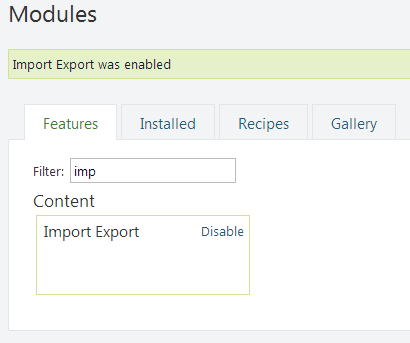 Modules
Import Export was enabled
Features Installed Recipes Gallery
Filter: imp
Content
Import Export Disable